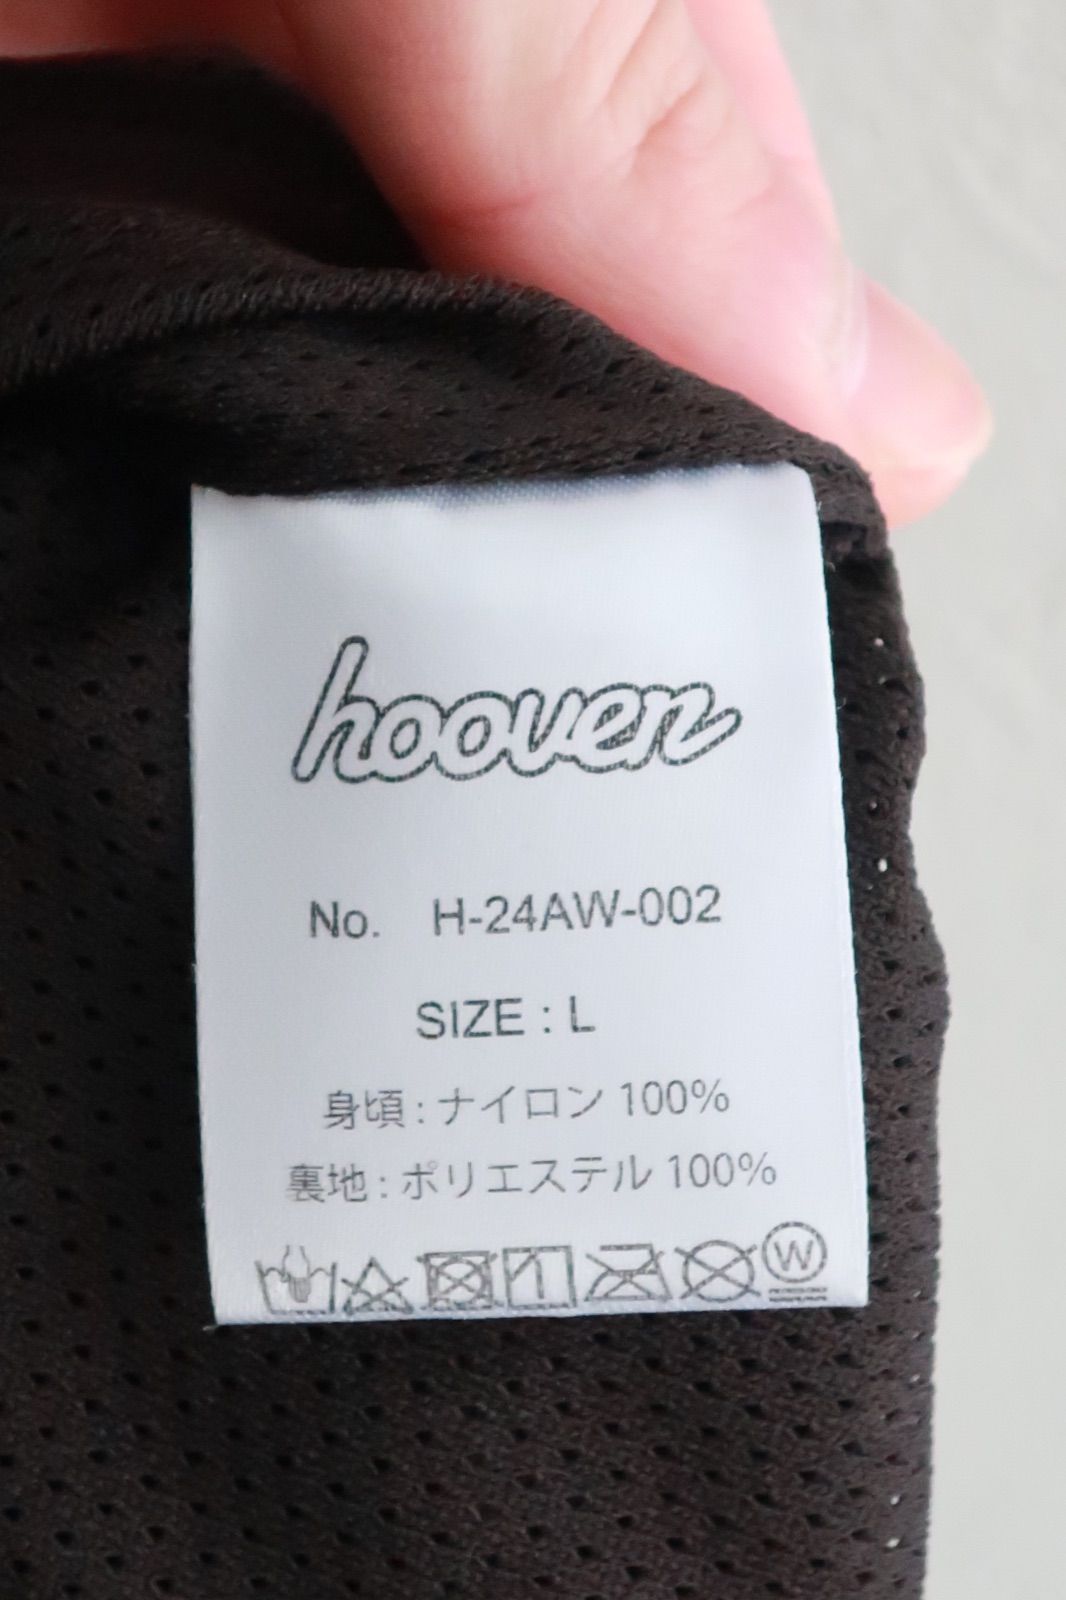 hooven
No. H-24AW-002
SIZE : L
身頃 : ナイロン 100%
裏地 : ポリエステル 100%
W